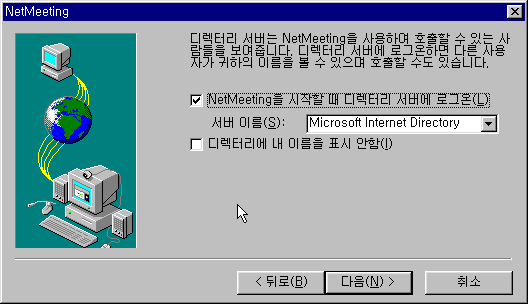 NetMeeting
디렉터리 서버는 NetMeeting을 사용하며 호출할 수 있는 사
람들을 보여줍니다. 디렉터리 서버에 로그온하면 다른 사용
자가 귀하의 이름을 볼 수 있으며 호출할 수도 있습니다.
NetMeeting을 시작할 때 디렉터리 서버에 로그온(L)
서버 이름(S): Microsoft Internet Directory
디렉터리에 내 이름을 표시 안함(I)
< 뒤로(B) 다음(N) > 취소